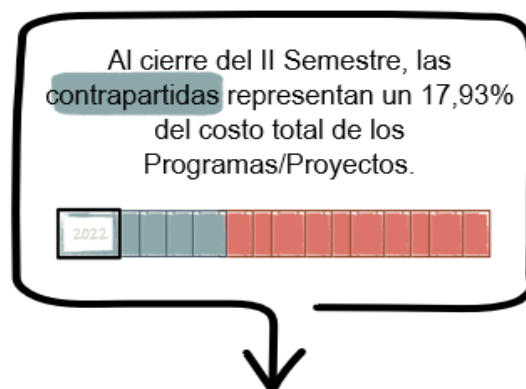 Al cierre del II Semestre, las
contrapartidas representan un 17,93%
del costo total de los
Programas/Proyectos.
2022